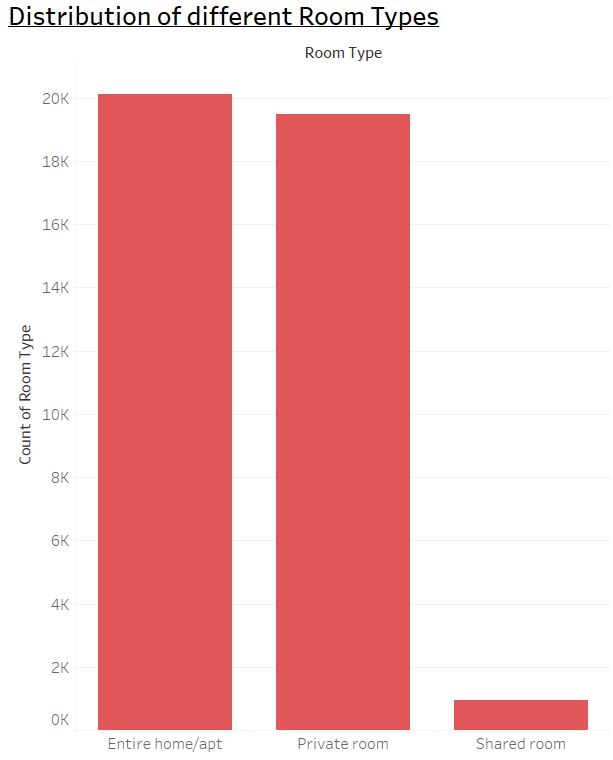 Distribution of different Room Types
Room Type
Count of Room Type
20K
18K
16K
14K
12K
10K
8K
6K
4K
2K
0K
Entire home/apt
Private room
Shared room